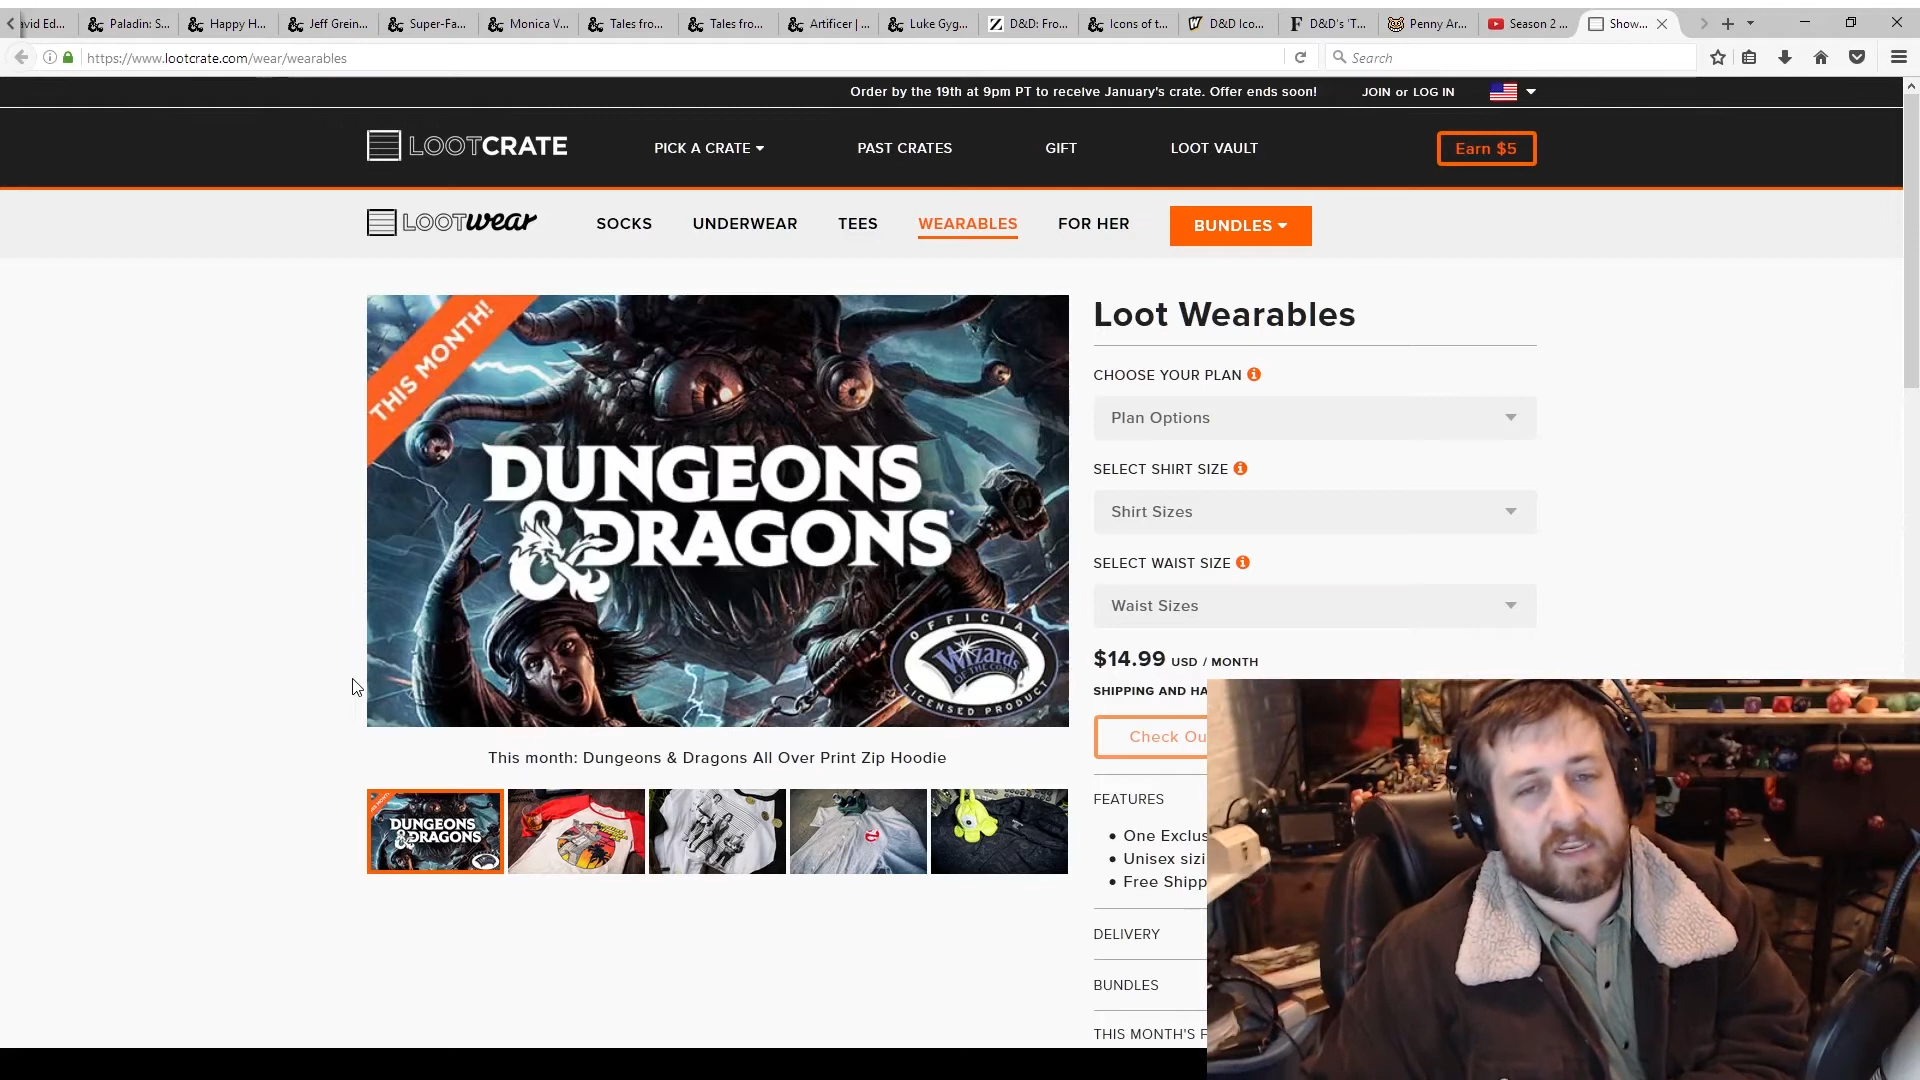 avid Ed...
Paladin: S...
Happy H...
Jeff Grein...
Super-Fa...
Monica V...
Tales fro...
Tales fro...
Artificer | ...
Luke Gyg...
D&D: Fro...
Icons of t...
D&D Ico...
D&D's 'T...
Penny Ar...
Season 2 ...
Show...
https://www.lootcrate.com/wear/wearables
Search
Order by the 19th at 9pm PT to receive January's crate. Offer ends soon!
JOIN or LOG IN
LOOTCRATE
PICK A CRATE
PAST CRATES
GIFT
LOOT VAULT
Earn $5
LOOTwear
SOCKS
UNDERWEAR
TEES
WEARABLES
FOR HER
BUNDLES
THIS MONTH!
DUNGEONS
& DRAGONS
OFFICIAL
Wizards
OF THE COAST
LICENSED PRODUCT
This month: Dungeons & Dragons All Over Print Zip Hoodie
DUNGEONS
& DRAGONS
Loot Wearables
CHOOSE YOUR PLAN
Plan Options
SELECT SHIRT SIZE
Shirt Sizes
SELECT WAIST SIZE
Waist Sizes
$14.99 USD / MONTH
SHIPPING AND HA
Check Ou
FEATURES
One Exclus
Unisex sizi
Free Shipp
DELIVERY
BUNDLES
THIS MONTH'S F